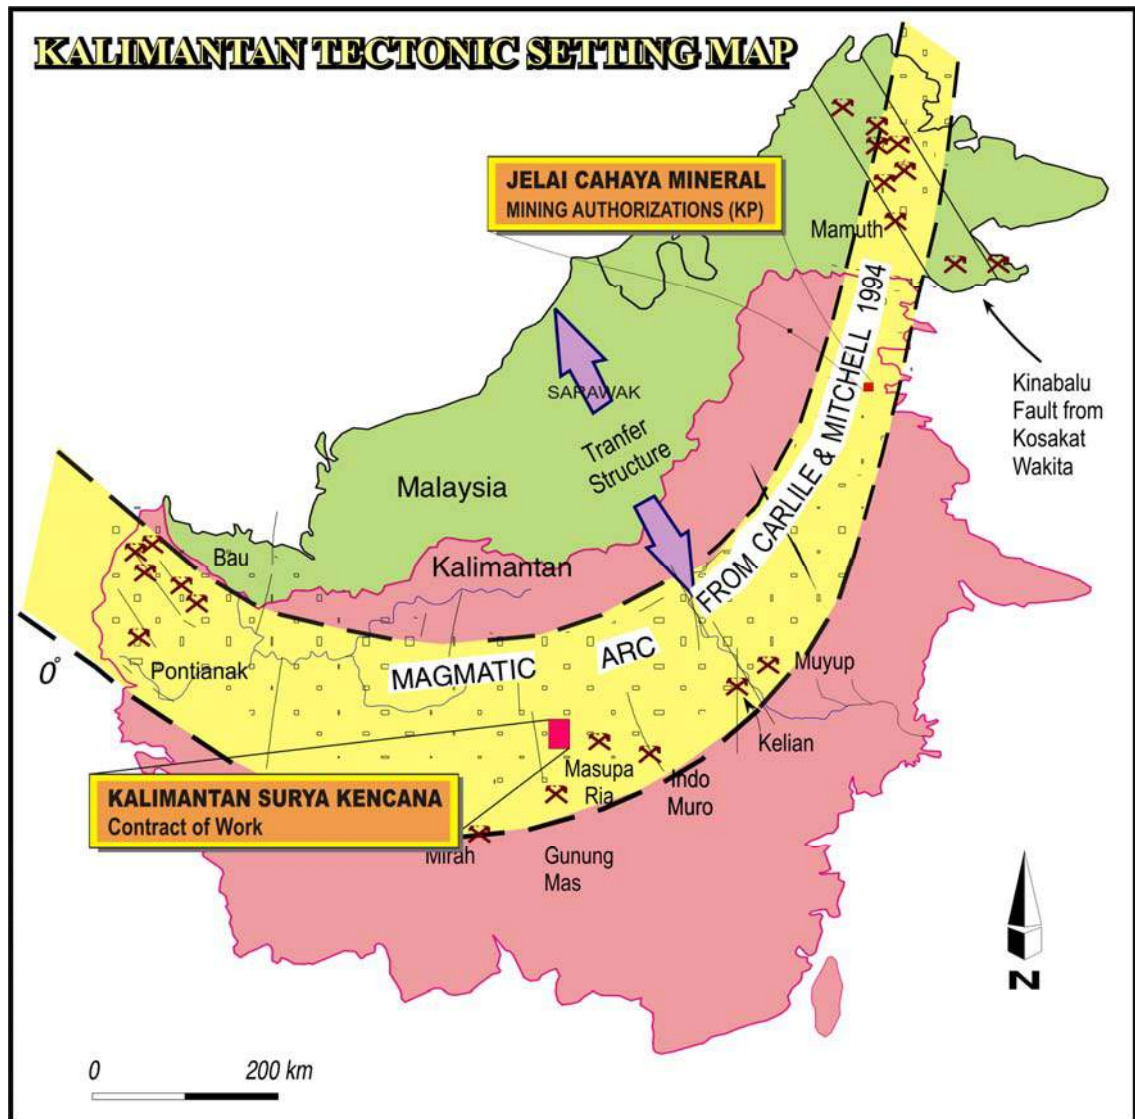 KALIMANTAN TECTONIC SETTING MAP
JELAI CAHAYA MINERAL
MINING AUTHORIZATIONS (KP)
Mamuth
FROM CARLILE & MITCHELL 1994
Kinabalu
Fault from
Kosakat
Wakita
SARAWAK
Tranfer
Structure
Malaysia
Bau
Kalimantan
0°
Pontianak
MAGMATIC
ARC
Muyup
Kelian
Masupa
Ria
Indo
Muro
KALIMANTAN SURYA KENCANA
Contract of Work
Mirah
Gunung
Mas
N
0
200 km